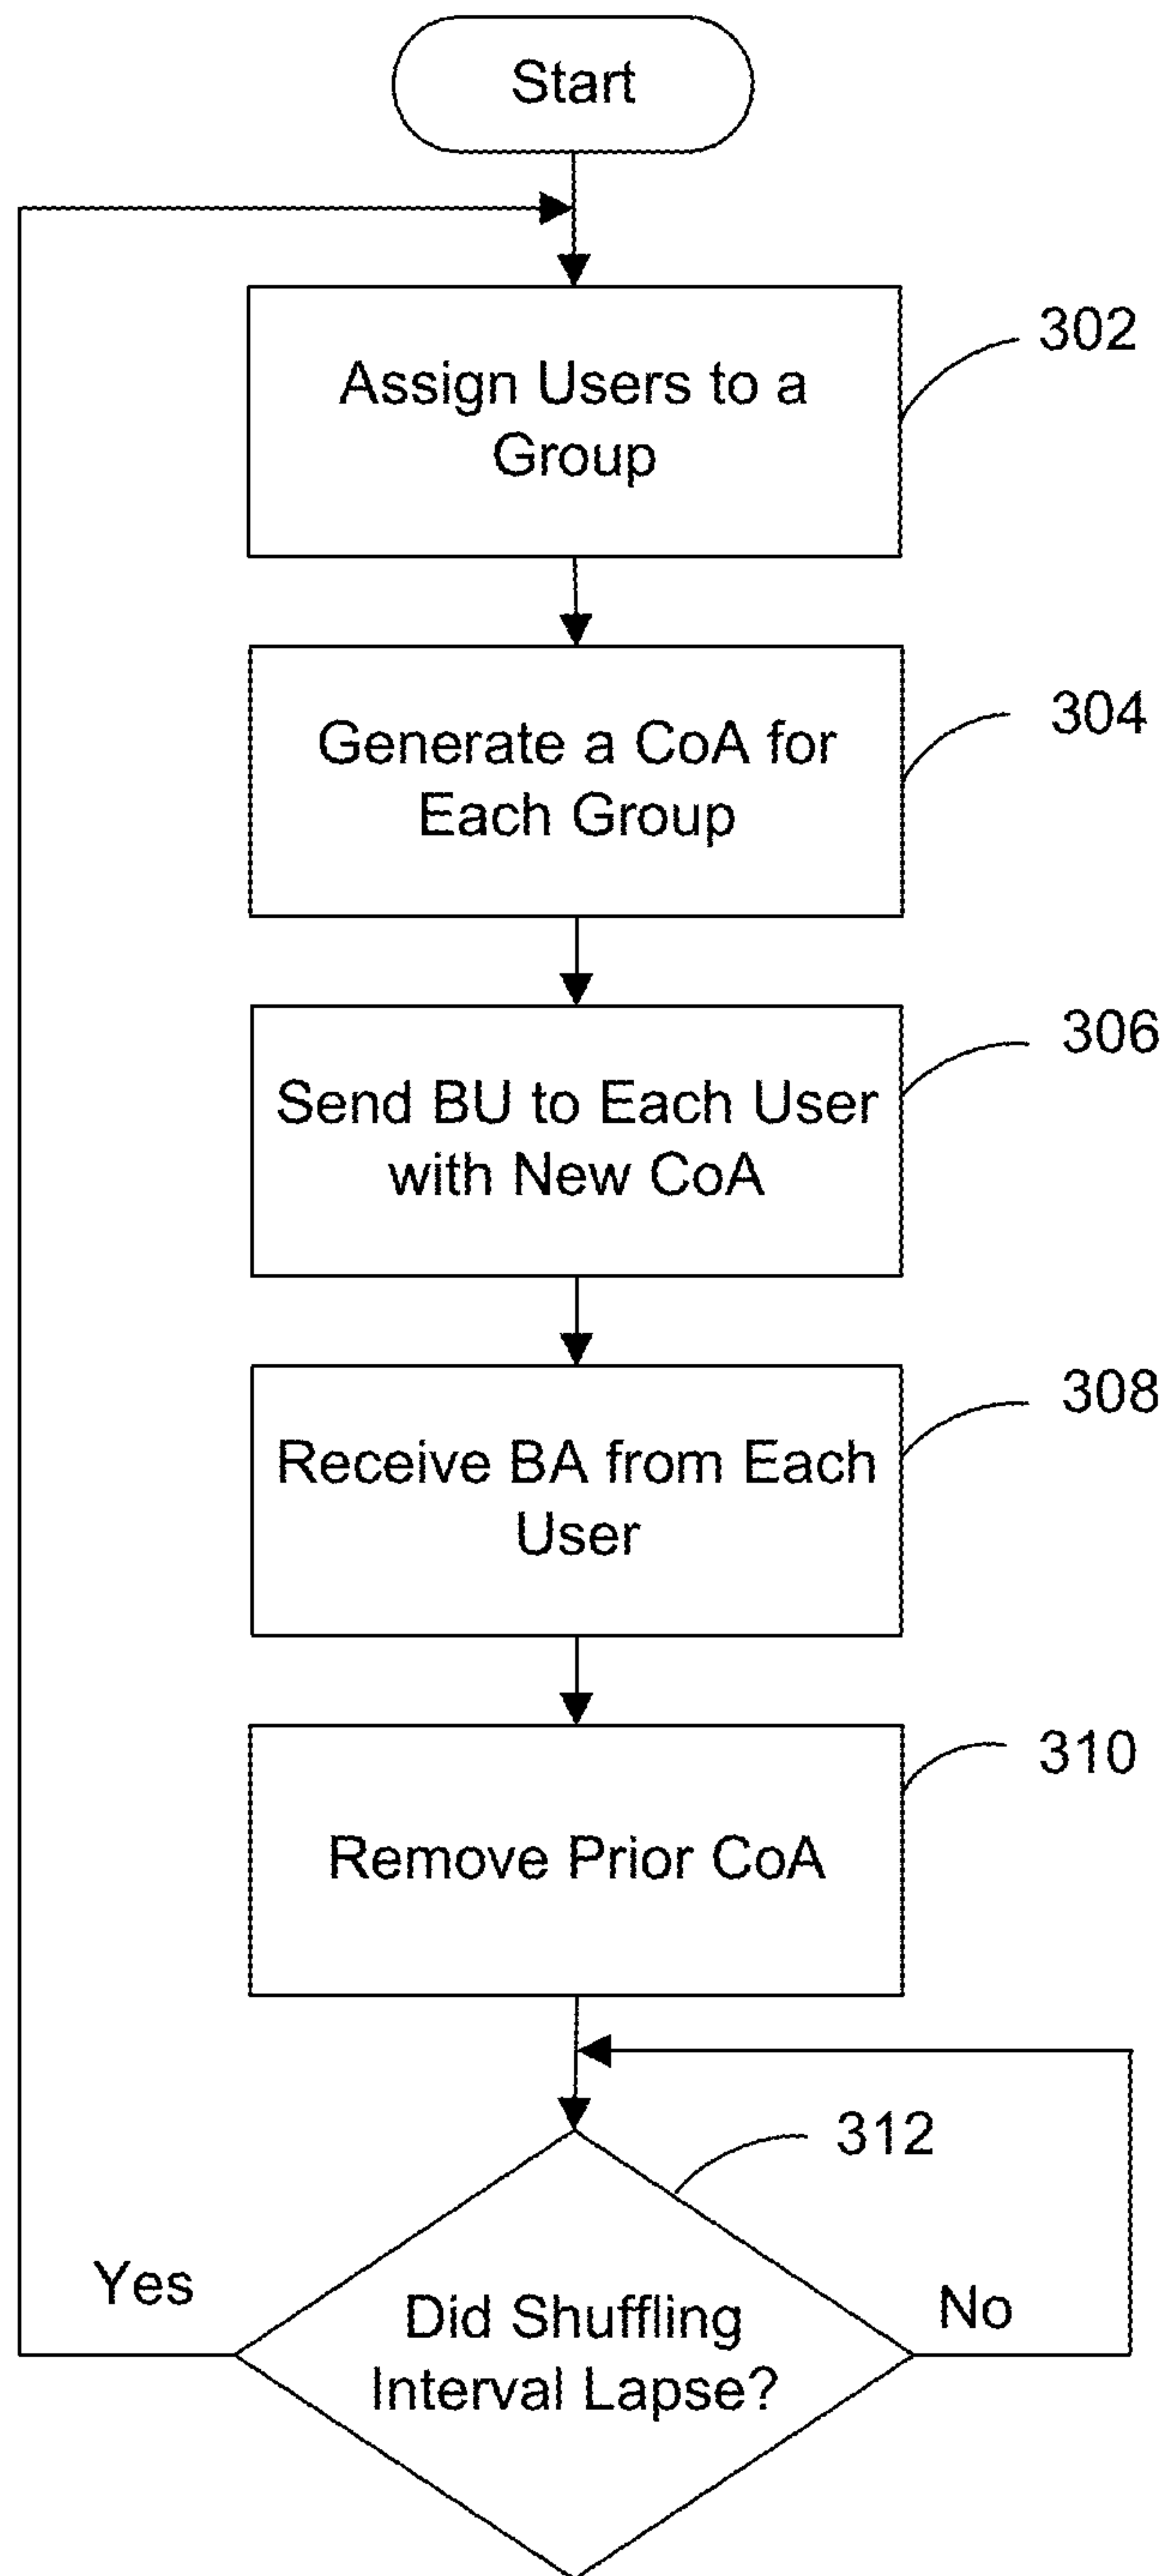 Start
302
Assign Users to a
Group
304
Generate a CoA for
Each Group
306
Send BU to Each User
with New CoA
308
Receive BA from Each
User
310
Remove Prior CoA
312
Yes
No
Did Shuffling
Interval Lapse?